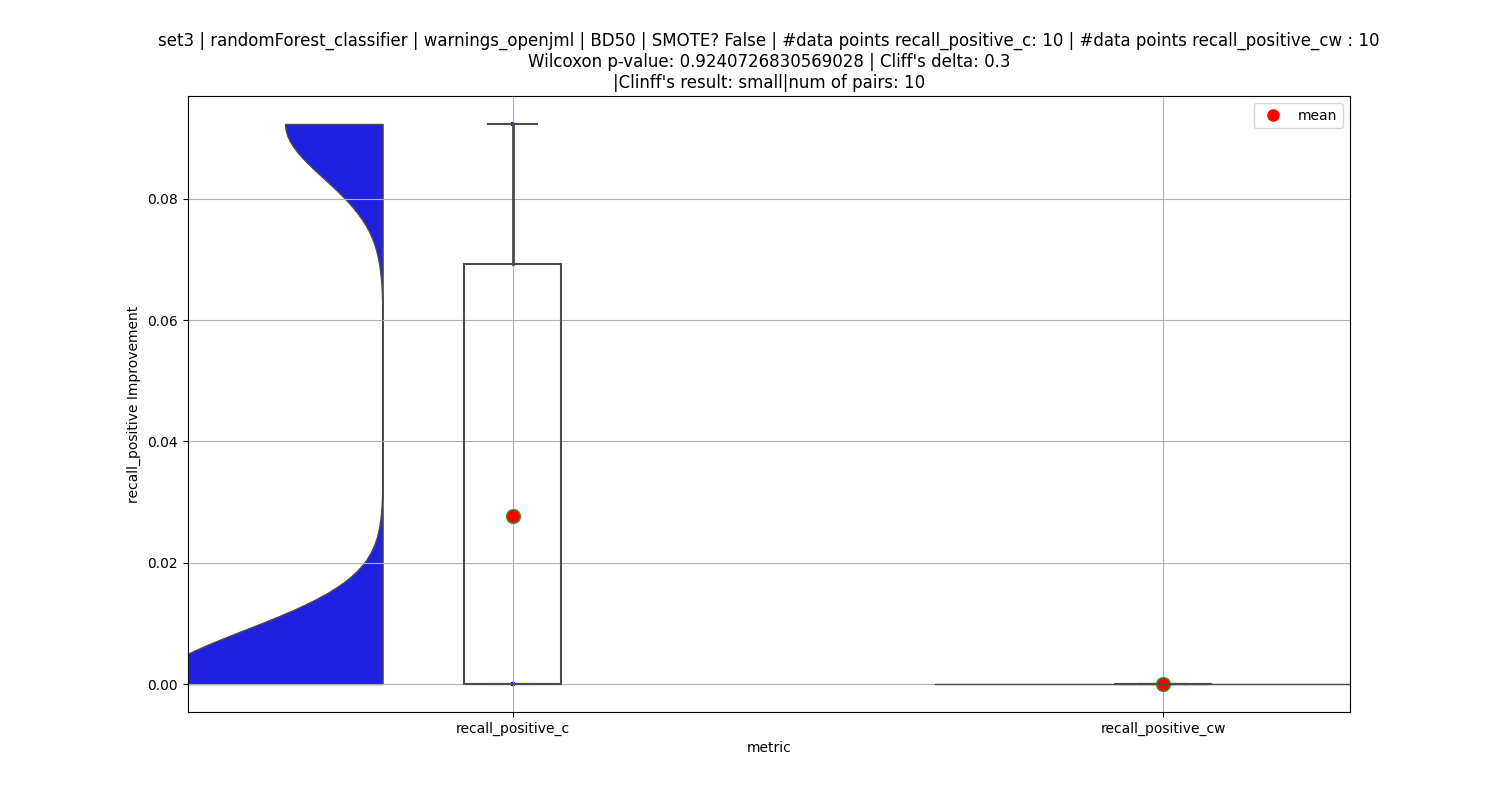 set3 | randomForest_classifier | warnings_openjml | BD50 | SMOTE? False | #data points recall_positive_c: 10 | #data points recall_positive_cw : 10
Wilcoxon p-value: 0.9240726830569028 | Cliff's delta: 0.3
|Clinff's result: small|num of pairs: 10
mean
recall_positive Improvement
0.08
0.06
0.04
0.02
0.00
recall_positive_c
recall_positive_cw
metric